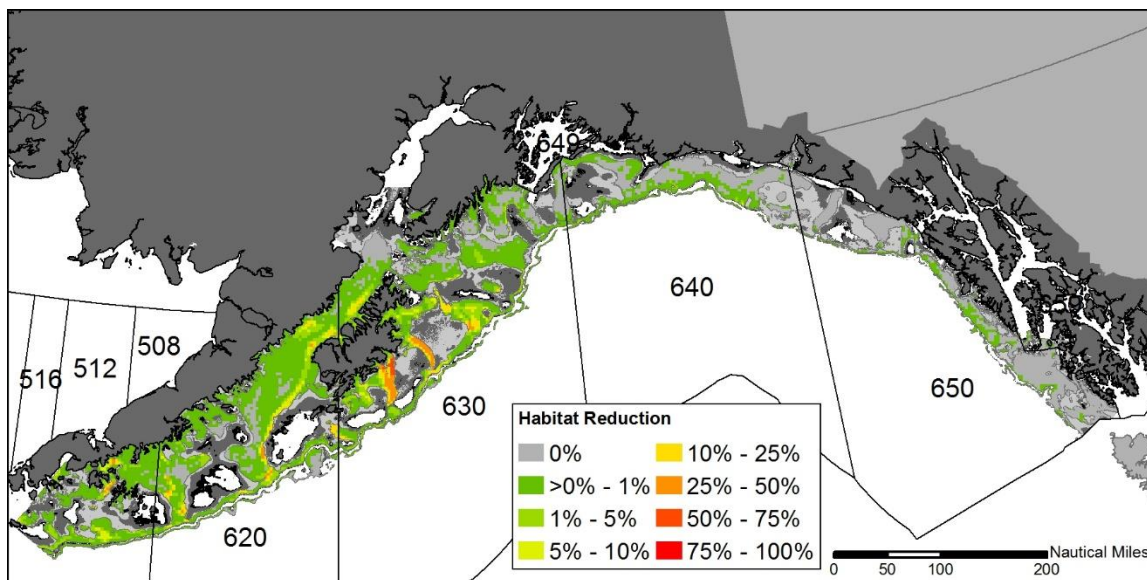 649
516
512
508
640
650
630
620
Habitat Reduction
0%
>0% - 1%
1% - 5%
5% - 10%
10% - 25%
25% - 50%
50% - 75%
75% - 100%
Nautical Miles
0 50 100 200